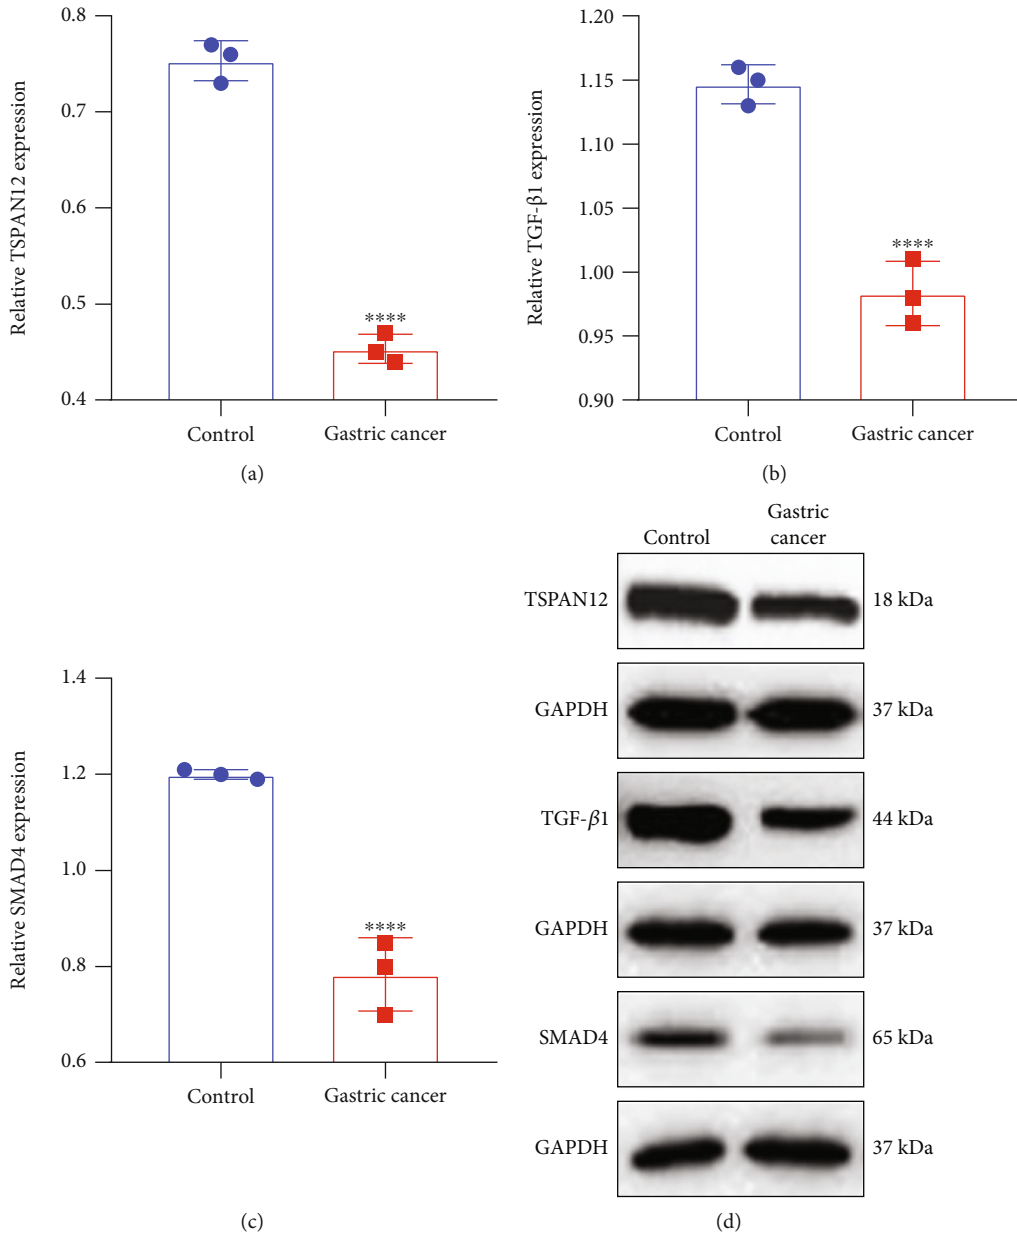 Relative TSPAN12 expression
0.8
0.7
0.6
0.5
0.4
****
Control
Gastric cancer
(a)
Relative TGF-β1 expression
1.20
1.15
1.10
1.05
1.00
0.95
0.90
****
Control
Gastric cancer
(b)
Relative SMAD4 expression
1.4
1.2
1.0
0.8
0.6
****
Control
Gastric cancer
(c)
Control
Gastric
cancer
TSPAN12 18 kDa
GAPDH 37 kDa
TGF-β1 44 kDa
GAPDH 37 kDa
SMAD4 65 kDa
GAPDH 37 kDa
(d)